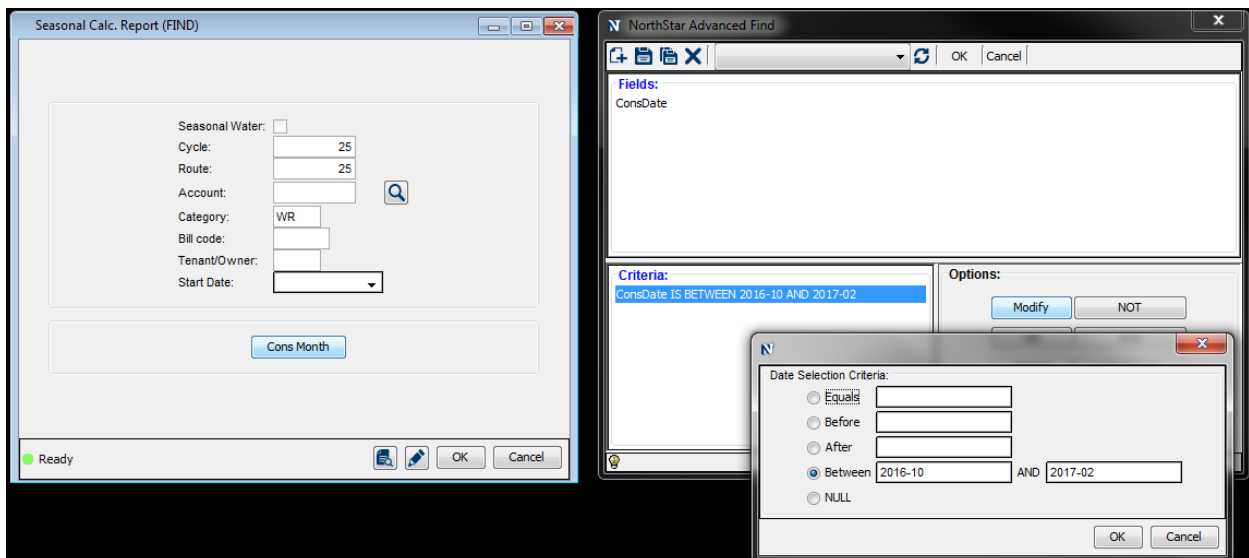 Seasonal Calc. Report (FIND)
Seasonal Water:
Cycle: 25
Route: 25
Account:
Category: WR
Bill code:
Tenant/Owner:
Start Date:
Cons Month
Ready OK Cancel
NorthStar Advanced Find
OK Cancel
Fields:
ConsDate
Criteria:
ConsDate IS BETWEEN 2016-10 AND 2017-02
Options:
Modify NOT
Date Selection Criteria:
Equals
Before
After
Between 2016-10 AND 2017-02
NULL
OK Cancel